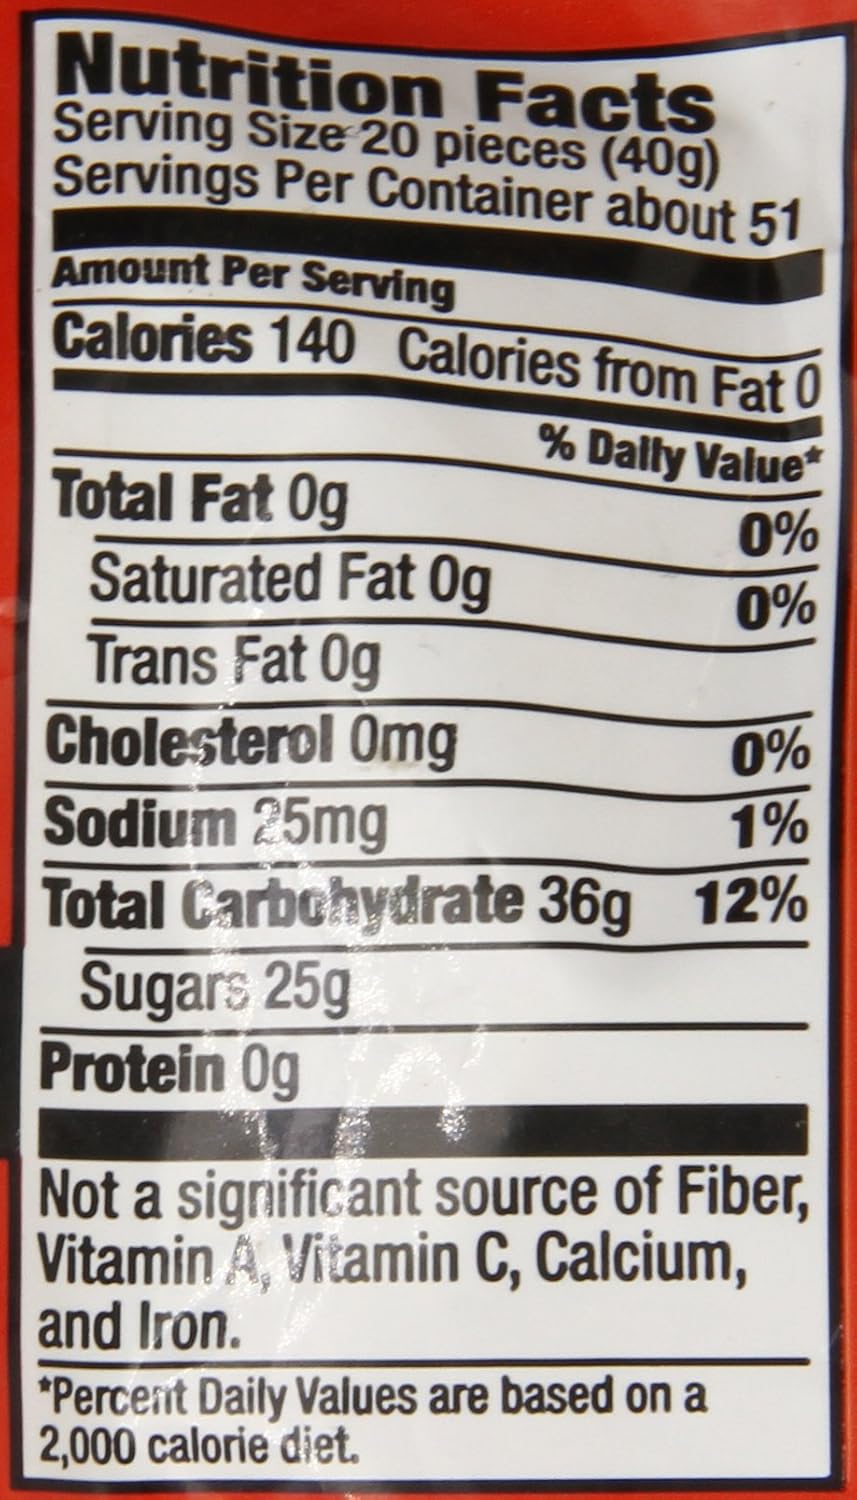 Nutrition Facts
Serving Size 20 pieces (40g)
Servings Per Container about 51
Amount Per Serving
Calories 140 Calories from Fat 0
% Daily Value*
Total Fat 0g 0%
Saturated Fat 0g 0%
Trans Fat 0g
Cholesterol 0mg 0%
Sodium 25mg 1%
Total Carbohydrate 36g 12%
Sugars 25g
Protein 0g
Not a significant source of Fiber,
Vitamin A, Vitamin C, Calcium,
and Iron.
*Percent Daily Values are based on a
2,000 calorie diet.